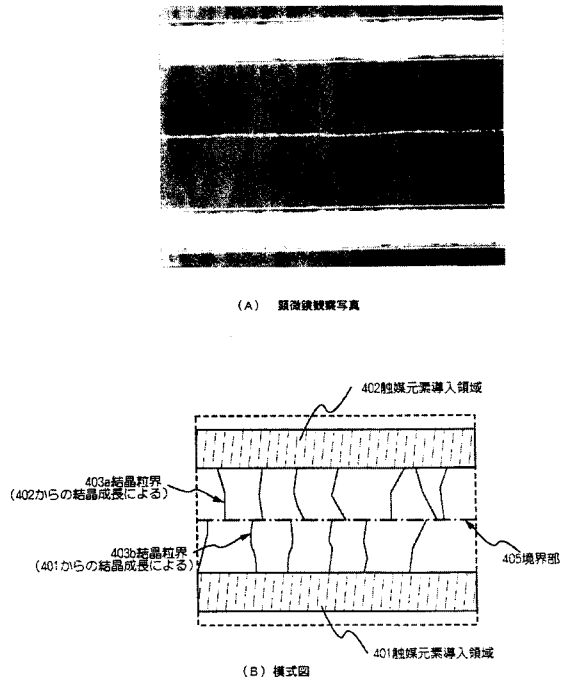 (A) 顕微鏡観察写真
402触媒元素導入領域
403a結晶粒界
(402からの結晶成長による)
403b結晶粒界
(401からの結晶成長による)
405境界部
401触媒元素導入領域
(B)模式図